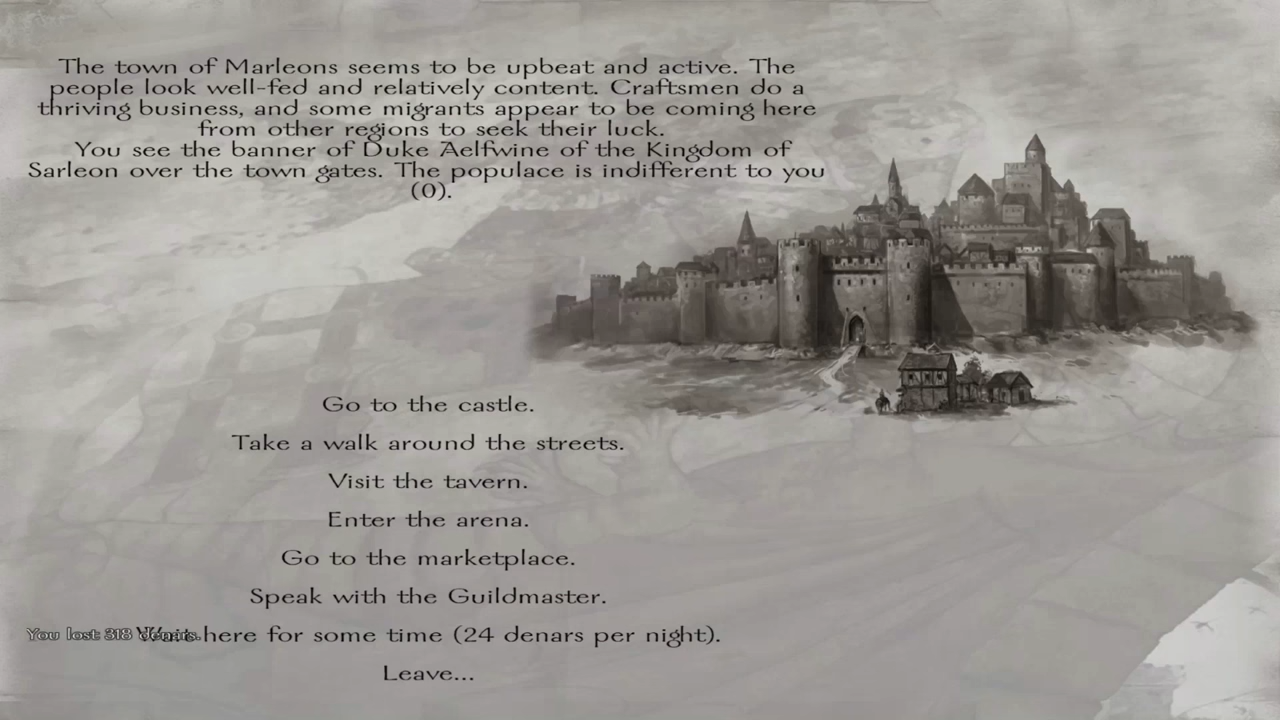 The town of Marleons seems to be upbeat and active. The
people look well-fed and relatively content. Craftsmen do a
thriving business, and some migrants appear to be coming here
from other regions to seek their luck.
You see the banner of Duke Aelfwine of the Kingdom of
Sarleon over the town gates. The populace is indifferent to you
(0).
Go to the castle.
Take a walk around the streets.
Visit the tavern.
Enter the arena.
Go to the marketplace.
Speak with the Guildmaster.
You lost 318 denars.
Wait here for some time (24 denars per night).
Leave...